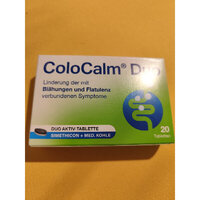 ColoCalm® Duo
Linderung der mit
Blähungen und Flatulenz
verbundenen Symptome
DUO AKTIV-TABLETTE
SIMETHICON + MED. KOHLE
20
Tabletten